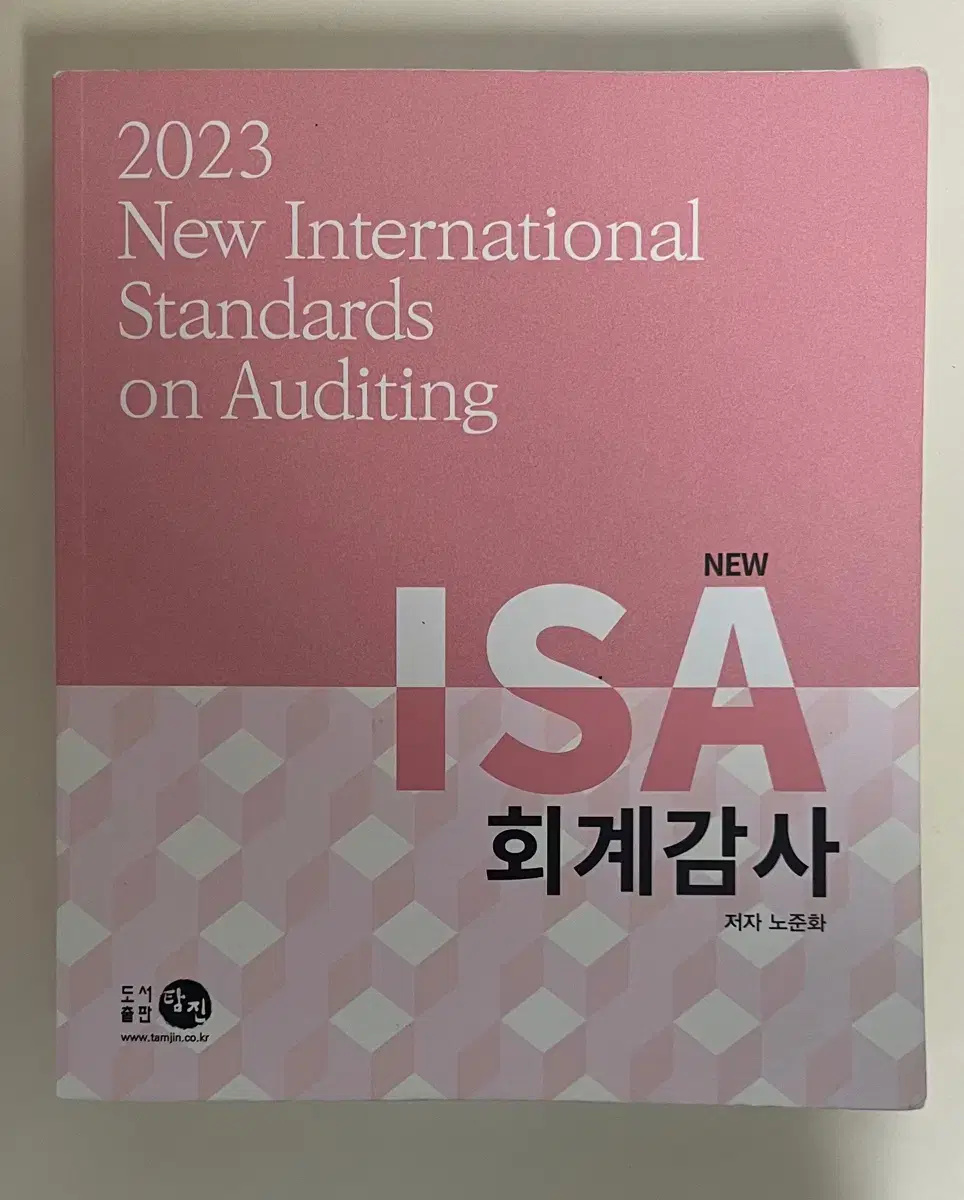 2023
New International
Standards
on Auditing
NEW
ISA
회계감사
저자 노준화
도서
출판
탐진
www.tamjin.co.kr